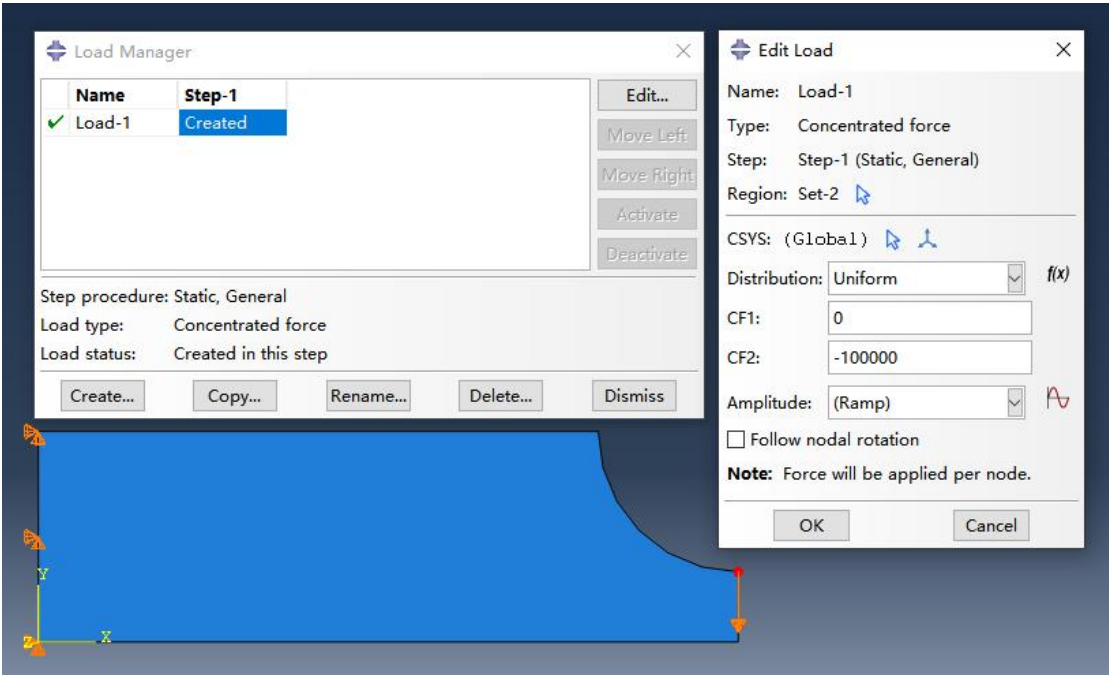 Load Manager
Name Step-1
Load-1 Created
Edit...
Move Left
Move Right
Activate
Deactivate
Step procedure: Static, General
Load type: Concentrated force
Load status: Created in this step
Create... Copy... Rename... Delete... Dismiss
Edit Load
Name: Load-1
Type: Concentrated force
Step: Step-1 (Static, General)
Region: Set-2
CSYS: (Global)
Distribution: Uniform f(x)
CF1: 0
CF2: -100000
Amplitude: (Ramp)
Follow nodal rotation
Note: Force will be applied per node.
OK Cancel
Y
Z X